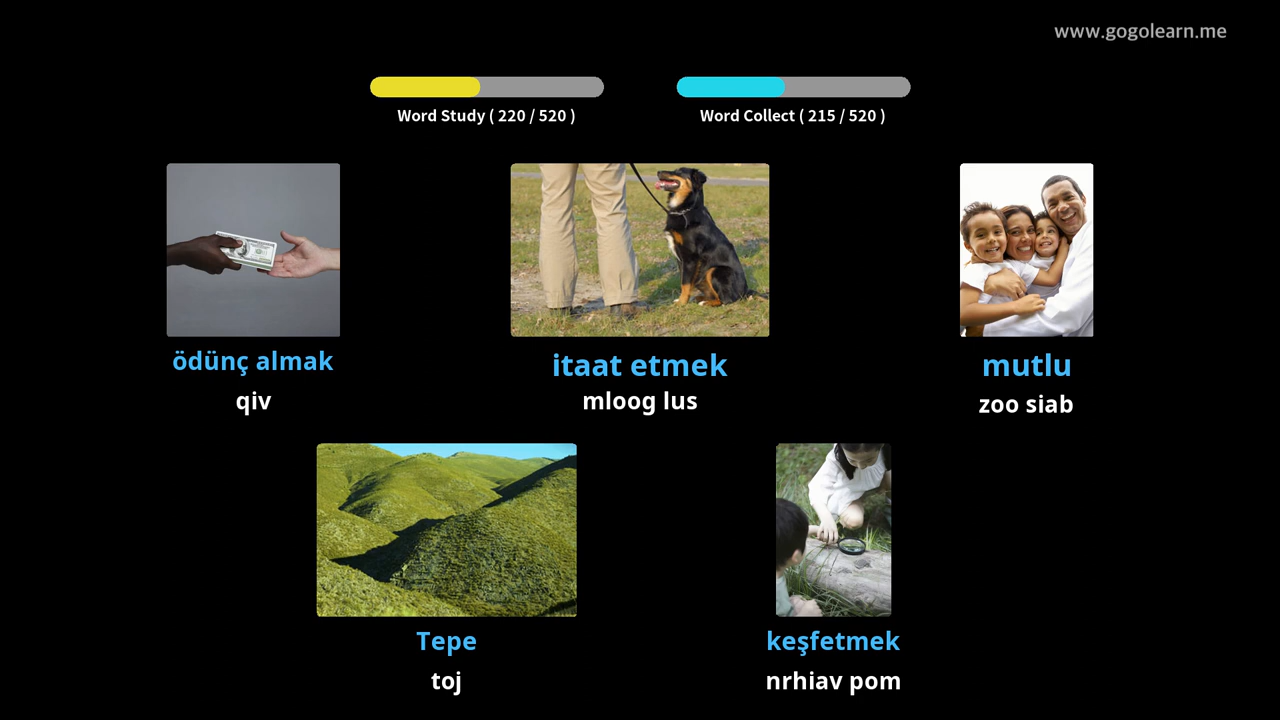 www.gogolearn.me
Word Study ( 220 / 520 )
Word Collect ( 215 / 520 )
ödünç almak
qiv
itaat etmek
mloog lus
mutlu
zoo siab
Tepe
toj
keşfetmek
nrhiav pom